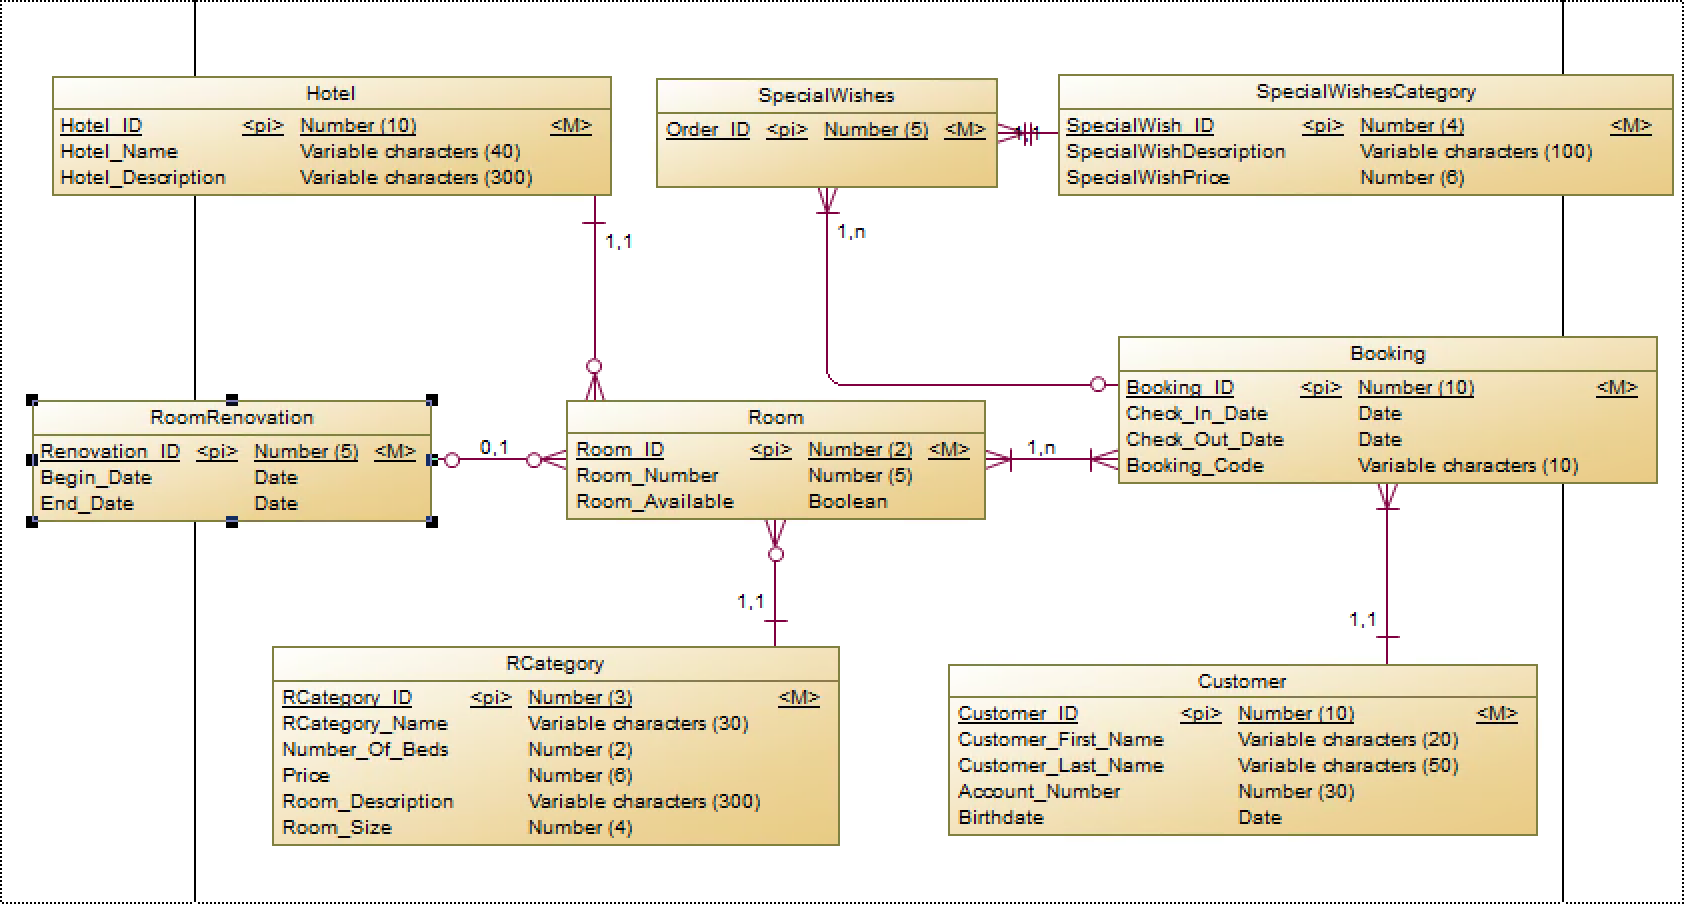 Hotel
Hotel_ID <pi> Number (10) <M>
Hotel_Name Variable characters (40)
Hotel_Description Variable characters (300)
SpecialWishes
Order_ID <pi> Number (5) <M>
SpecialWishesCategory
SpecialWish_ID <pi> Number (4) <M>
SpecialWishDescription Variable characters (100)
SpecialWishPrice Number (6)
1,1
1,n
1,1
Booking
Booking_ID <pi> Number (10) <M>
Check_In_Date Date
Check_Out_Date Date
Booking_Code Variable characters (10)
RoomRenovation
Renovation_ID <pi> Number (5) <M>
Begin_Date Date
End_Date Date
0,1
Room
Room_ID <pi> Number (2) <M>
Room_Number Number (5)
Room_Available Boolean
1,n
1,1
1,1
RCategory
RCategory_ID <pi> Number (3) <M>
RCategory_Name Variable characters (30)
Number_Of_Beds Number (2)
Price Number (6)
Room_Description Variable characters (300)
Room_Size Number (4)
Customer
Customer_ID <pi> Number (10) <M>
Customer_First_Name Variable characters (20)
Customer_Last_Name Variable characters (50)
Account_Number Number (30)
Birthdate Date